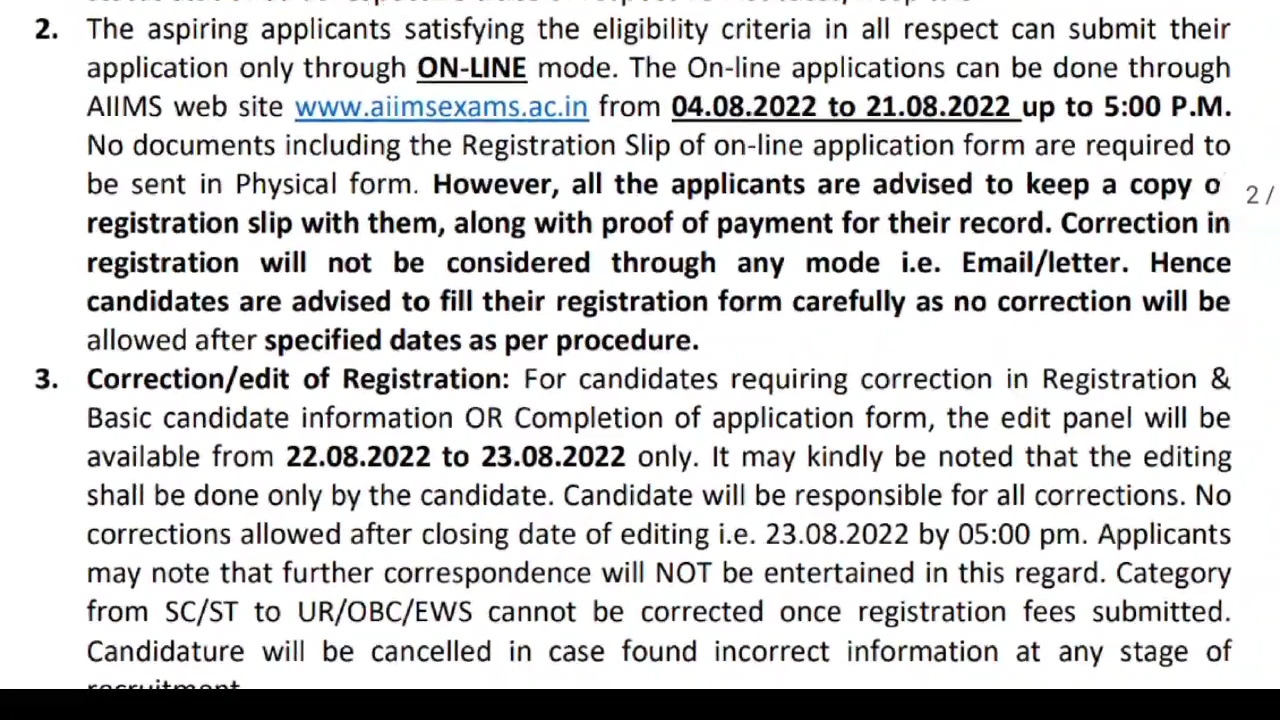 2. The aspiring applicants satisfying the eligibility criteria in all respect can submit their
application only through ON-LINE mode. The On-line applications can be done through
AIIMS web site www.aiimsexams.ac.in from 04.08.2022 to 21.08.2022 up to 5:00 P.M.
No documents including the Registration Slip of on-line application form are required to
be sent in Physical form. However, all the applicants are advised to keep a copy o
2 /
registration slip with them, along with proof of payment for their record. Correction in
registration will not be considered through any mode i.e. Email/letter. Hence
candidates are advised to fill their registration form carefully as no correction will be
allowed after specified dates as per procedure.
3. Correction/edit of Registration: For candidates requiring correction in Registration &
Basic candidate information OR Completion of application form, the edit panel will be
available from 22.08.2022 to 23.08.2022 only. It may kindly be noted that the editing
shall be done only by the candidate. Candidate will be responsible for all corrections. No
corrections allowed after closing date of editing i.e. 23.08.2022 by 05:00 pm. Applicants
may note that further correspondence will NOT be entertained in this regard. Category
from SC/ST to UR/OBC/EWS cannot be corrected once registration fees submitted.
Candidature will be cancelled in case found incorrect information at any stage of
recruitment